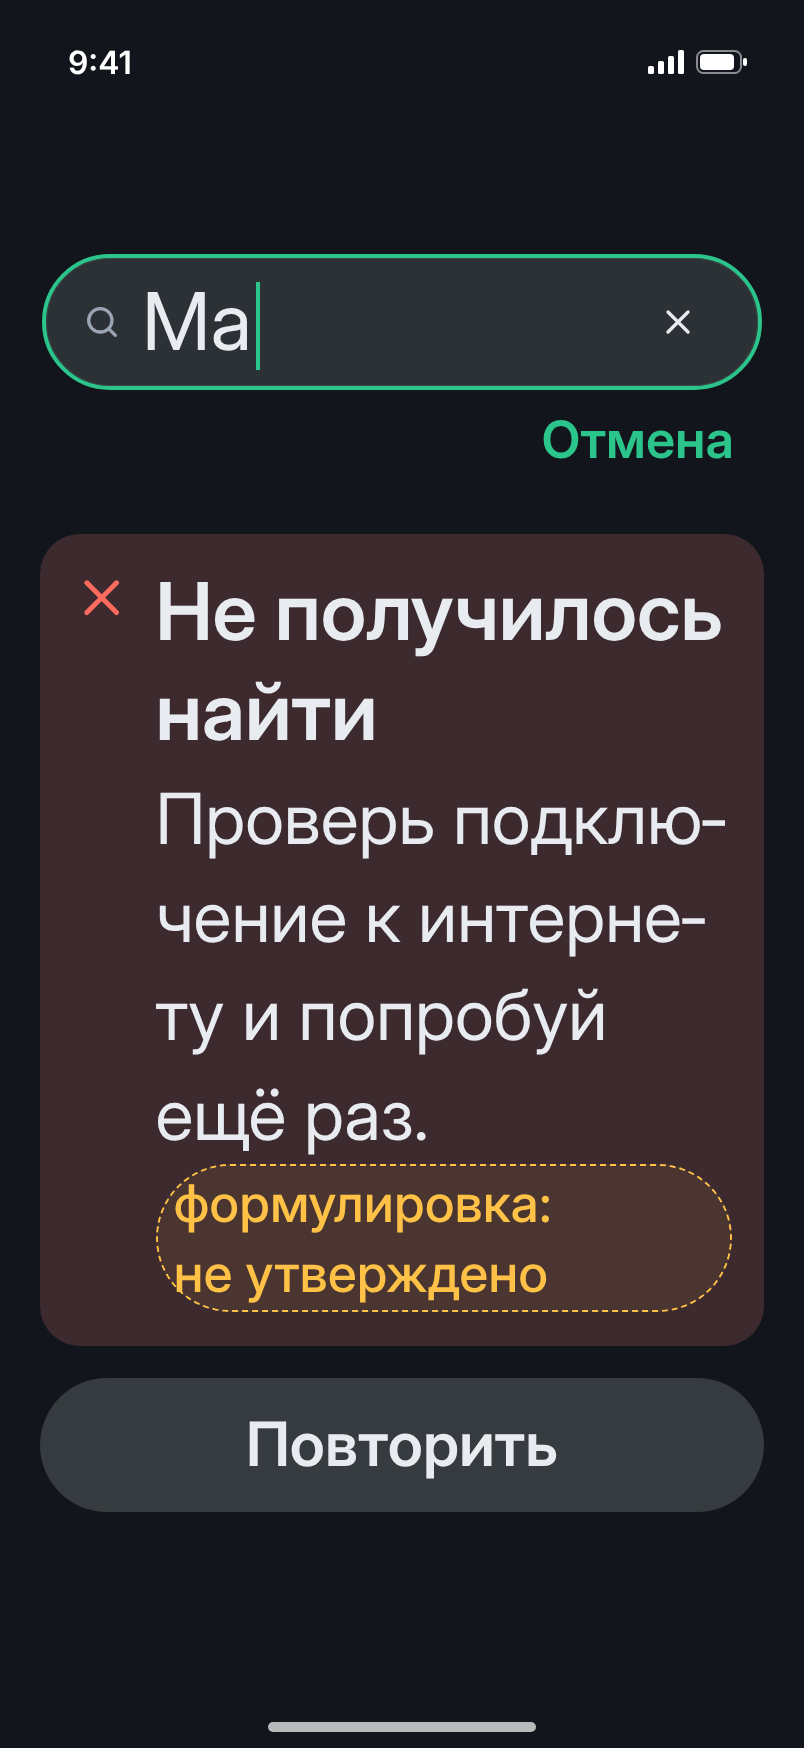 9:41
Ма
Отмена
Не получилось
найти
Проверь подклю-
чение к интерне-
ту и попробуй
ещё раз.
формулировка:
не утверждено
Повторить